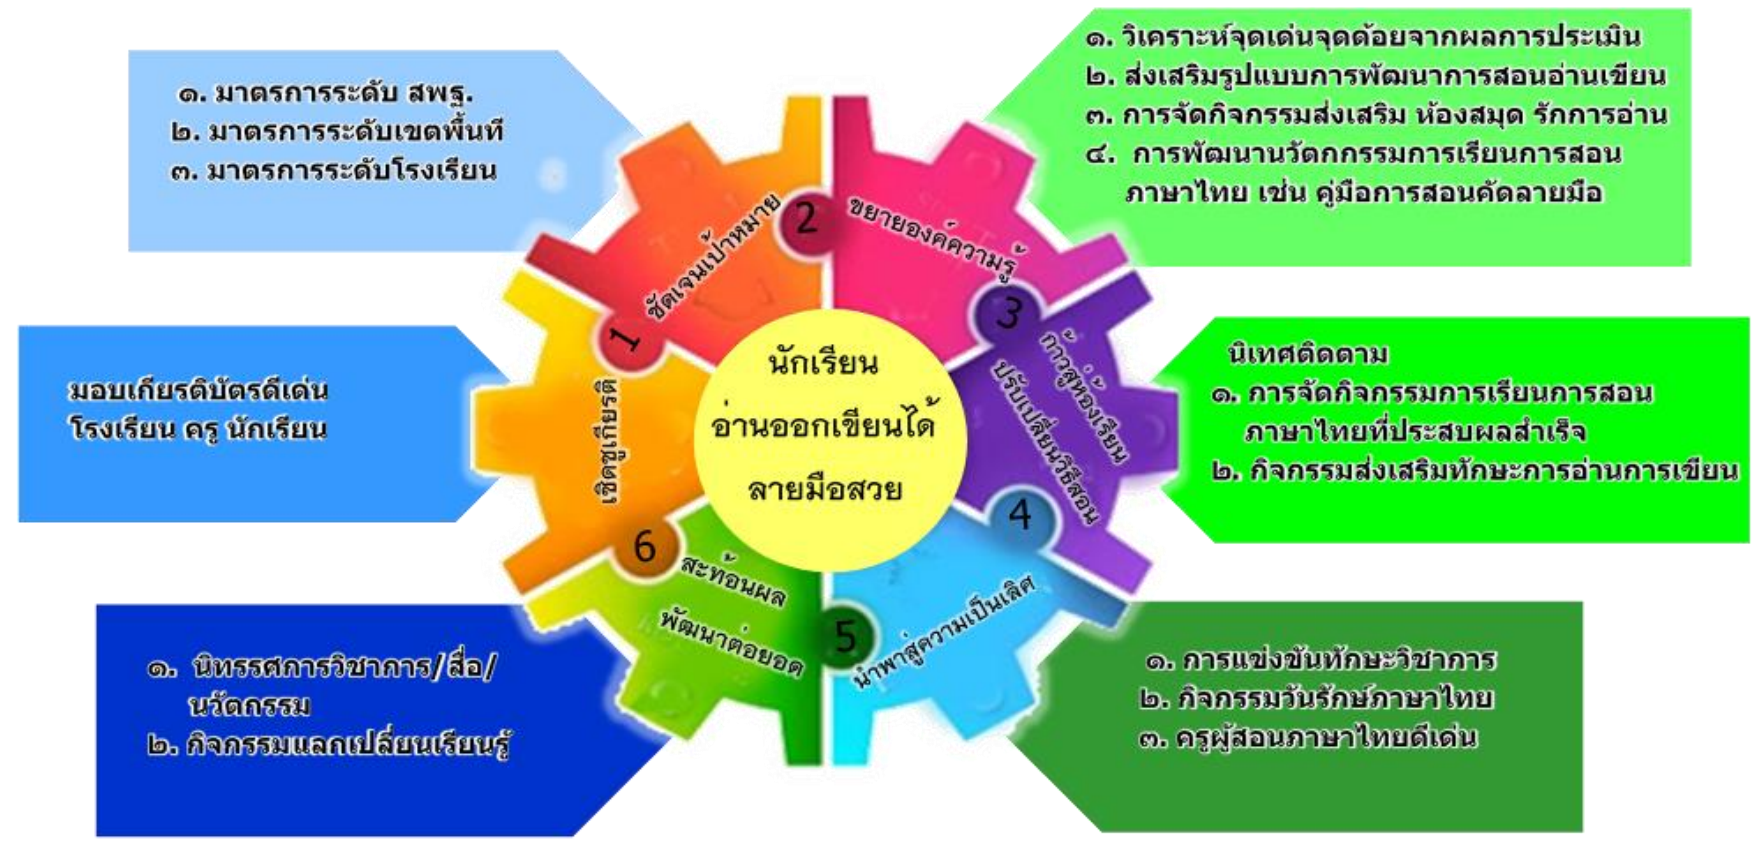 ๑. มาตรการระดับ สพฐ.
๒. มาตรการระดับเขตพื้นที่
๓. มาตรการระดับโรงเรียน
๑. วิเคราะห์จุดเด่นจุดด้อยจากผลการประเมิน
๒. ส่งเสริมรูปแบบการพัฒนาการสอนอ่านเขียน
๓. การจัดกิจกรรมส่งเสริม ห้องสมุด รักการอ่าน
๔. การพัฒนานวัตกกรรมการเรียนการสอน
ภาษาไทย เช่น คู่มือการสอนคัดลายมือ
มอบเกียรติบัตรดีเด่น
โรงเรียน ครู นักเรียน
1
ชัดเจนเป้าหมาย
2
ขยายองค์ความรู้
3
ก้าวสู่ห้องเรียน
ปรับเปลี่ยนวิธีสอน
4
นำพาสู่ความเป็นเลิศ
5
สะท้อนผล
พัฒนาต่อยอด
6
เชิดชูเกียรติ
นักเรียน
อ่านออกเขียนได้
ลายมือสวย
นิเทศติดตาม
๑. การจัดกิจกรรมการเรียนการสอน
ภาษาไทยที่ประสบผลสำเร็จ
๒. กิจกรรมส่งเสริมทักษะการอ่านการเขียน
๑. นิทรรศการวิชาการ/สื่อ/
นวัตกรรม
๒. กิจกรรมแลกเปลี่ยนเรียนรู้
๑. การแข่งขันทักษะวิชาการ
๒. กิจกรรมวันรักษ์ภาษาไทย
๓. ครูผู้สอนภาษาไทยดีเด่น